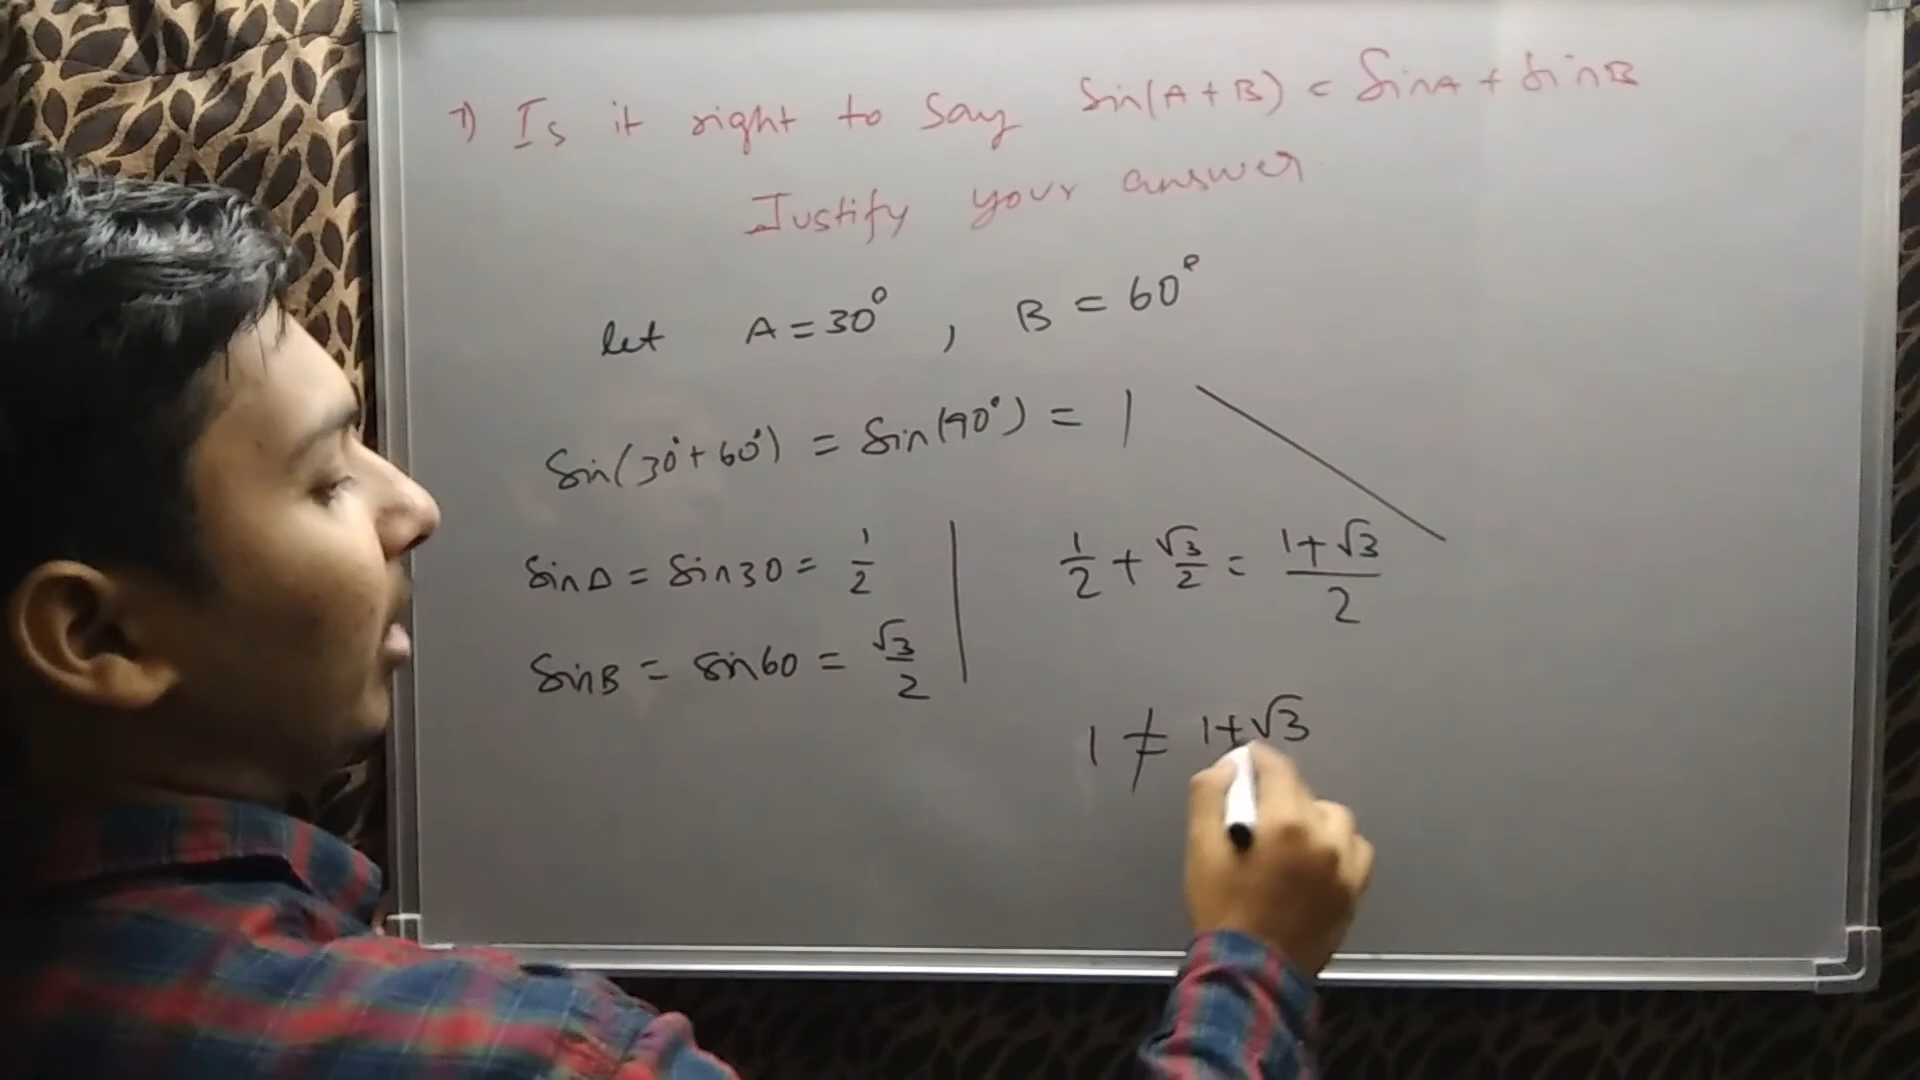 7) Is it right to say Sin(A+B) = SinA + SinB
Justify your answer
let A = 30° , B = 60°
Sin(30°+60°) = Sin(90°) = 1
SinA = Sin30 = 1/2
SinB = Sin60 = √3/2
1/2 + √3/2 = 1+√3/2
1 ≠ 1+√3